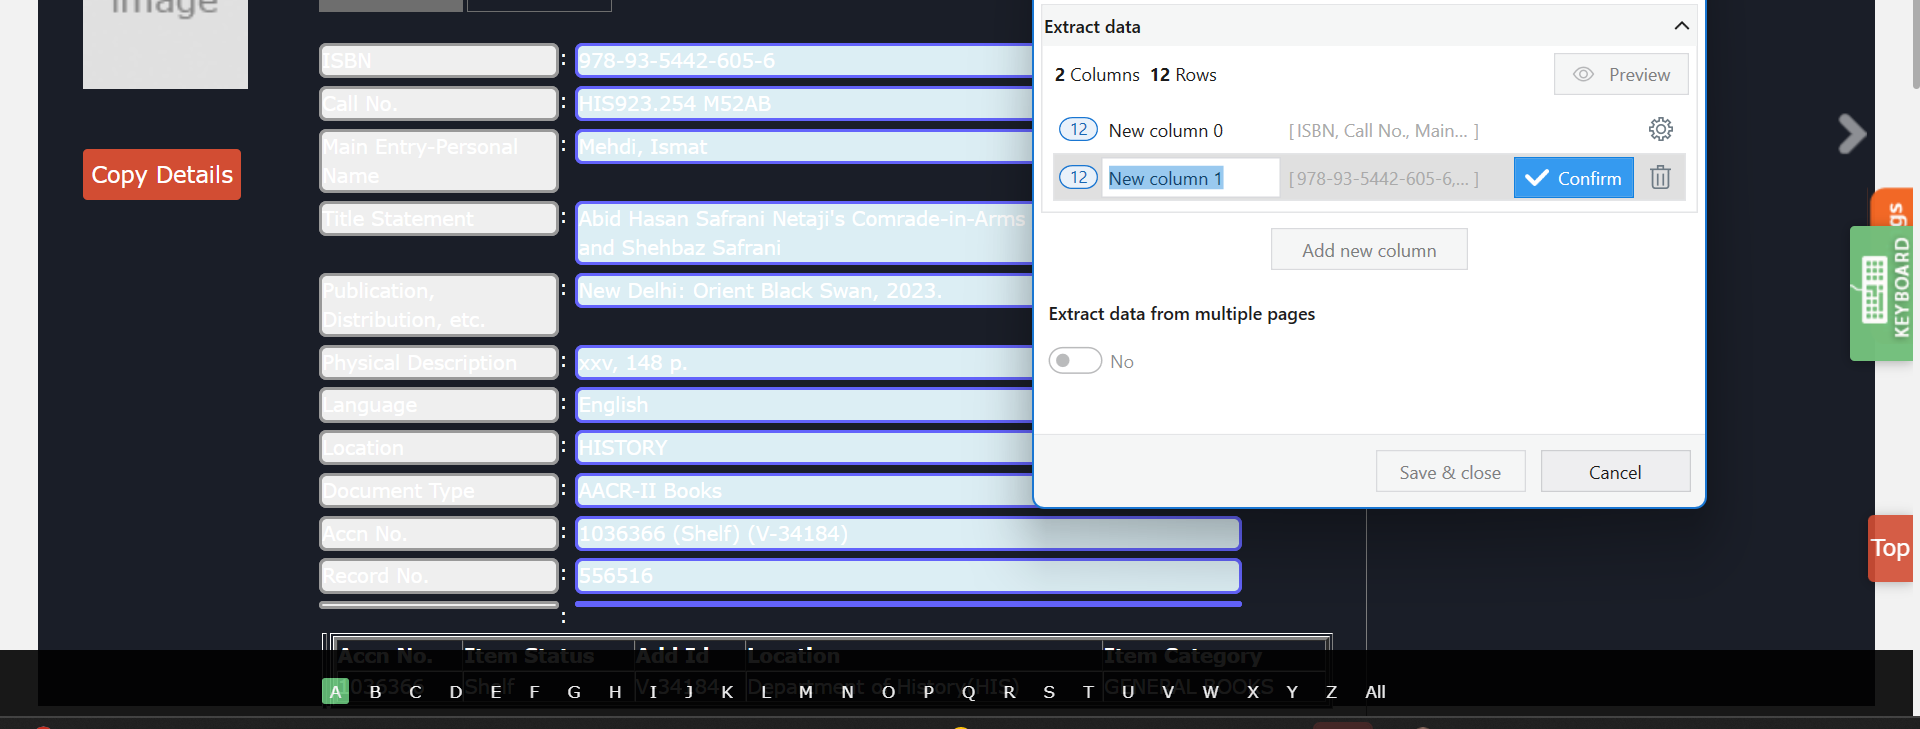 image
Copy Details
ISBN : 978-93-5442-605-6
Call No. : HIS923.254 M52AB
Main Entry-Personal Name : Mehdi, Ismat
Title Statement : Abid Hasan Safrani Netaji's Comrade-in-Arms
and Shehbaz Safrani
Publication, Distribution, etc. : New Delhi: Orient Black Swan, 2023.
Physical Description : xxv, 148 p.
Language : English
Location : HISTORY
Document Type : AACR-II Books
Accn No. : 1036366 (Shelf) (V-34184)
Record No. : 556516
:
Accn No. Item Status Add Id Location Item Category
1036366 Shelf V-34184 Department of History(HIS) GENERAL BOOKS
A B C D E F G H I J K L M N O P Q R S T U V W X Y Z All
Extract data
2 Columns 12 Rows
Preview
12 New column 0 [ ISBN, Call No., Main... ]
12 New column 1 [ 978-93-5442-605-6,... ] Confirm
Add new column
Extract data from multiple pages
No
Save & close
Cancel
gs
KEYBOARD
Top